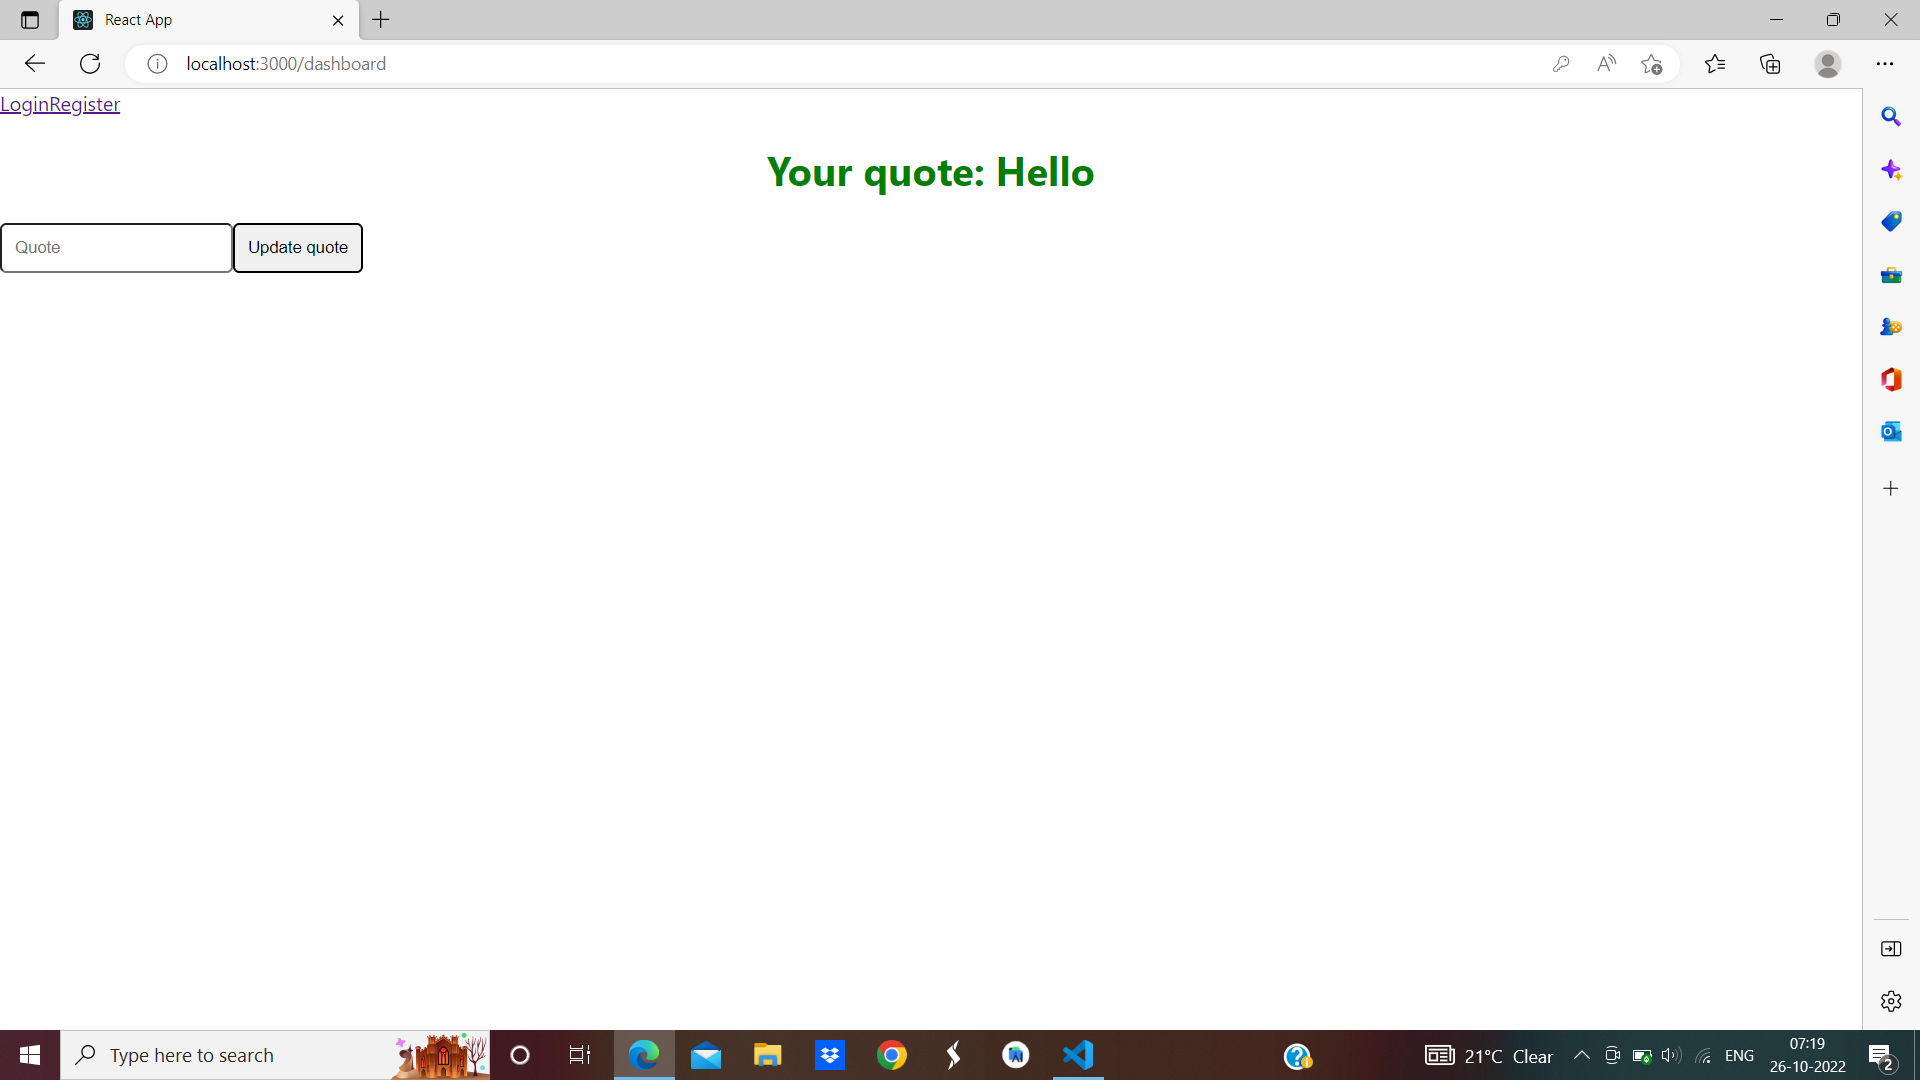 React App
localhost:3000/dashboard
LoginRegister
Your quote: Hello
Quote
Update quote
Type here to search
21°C Clear
ENG
07:19
26-10-2022
2